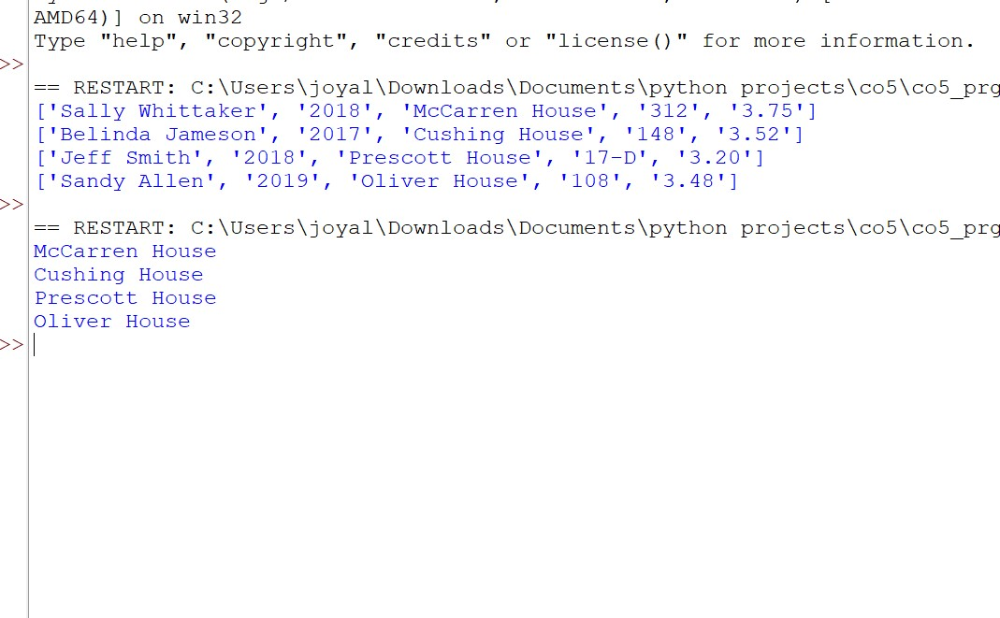 AMD64)] on win32
Type "help", "copyright", "credits" or "license()" for more information.
>>
== RESTART: C:\Users\joyal\Downloads\Documents\python projects\co5\co5_prg
['Sally Whittaker', '2018', 'McCarren House', '312', '3.75']
['Belinda Jameson', '2017', 'Cushing House', '148', '3.52']
['Jeff Smith', '2018', 'Prescott House', '17-D', '3.20']
['Sandy Allen', '2019', 'Oliver House', '108', '3.48']
>>
== RESTART: C:\Users\joyal\Downloads\Documents\python projects\co5\co5_prg
McCarren House
Cushing House
Prescott House
Oliver House
>>